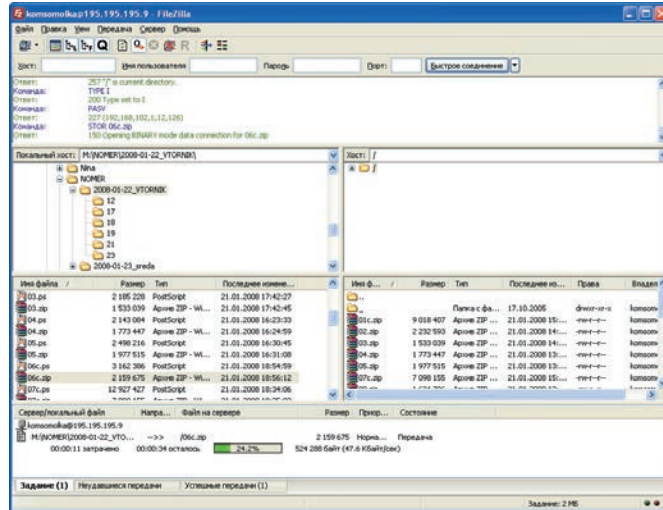 komsomolka@195.195.195.9 - FileZilla
Файл Правка Умн Передача Сервер Помощь
Хост: Имя пользователя Пароль Порт: Быстрое соединение
Ответ: 257 "/" is current directory.
Команда: TYPE I
Ответ: 200 Type set to I
Команда: PASV
Ответ: 227 (192,168,102,1,12,126)
Команда: STOR 06c.zip
Ответ: 150 Opening BINARY mode data connection for 06c.zip
Локальный хост: M:\NOMER\2008-01-22_VTORNIK\
Хост: /
Nina
NOMER
2008-01-22_VTORNIK
12
17
18
19
21
23
2008-01-23_sreda
/
Имя файла / Размер Тип Последнее измене...
03.ps 2 185 228 PostScript 21.01.2008 17:42:27
03.zip 1 533 039 Архив ZIP - Wi... 21.01.2008 17:42:45
04.ps 2 143 084 PostScript 21.01.2008 16:23:33
04.zip 1 773 447 Архив ZIP - Wi... 21.01.2008 16:24:59
05.ps 2 498 216 PostScript 21.01.2008 16:30:45
05.zip 1 977 515 Архив ZIP - Wi... 21.01.2008 16:31:08
06c.ps 3 162 386 PostScript 21.01.2008 18:54:59
06c.zip 2 159 675 Архив ZIP - Wi... 21.01.2008 18:56:12
07c.ps 12 927 427 PostScript 21.01.2008 18:34:06
Имя ф... / Размер Тип Последнее из... Права Владел
..
_ Папка с фа... 17.10.2005 drwxr-xr-x komsom
01c.zip 9 018 407 Архив ZIP ... 21.01.2008 15:... -rw-r--r-- komsom
02.zip 2 232 593 Архив ZIP ... 21.01.2008 15:... -rw-r--r-- komsom
03.zip 1 533 039 Архив ZIP ... 21.01.2008 14:... -rw-r--r-- komsom
04.zip 1 773 447 Архив ZIP ... 21.01.2008 13:... -rw-r--r-- komsom
05.zip 1 977 515 Архив ZIP ... 21.01.2008 13:... -rw-r--r-- komsom
07c.zip 7 098 155 Архив ZIP ... 21.01.2008 15:... -rw-r--r-- komsom
Сервер/локальный файл Напра... Файл на сервере Размер Приор... Состояние
komsomolka@195.195.195.9
M:\NOMER\2008-01-22_VTO... -->> /06c.zip 2 159 675 Норма... Передача
00:00:11 затрачено 00:00:34 осталось 24.2% 524 288 байт (47.6 КБайт/сек)
Задание (1) Неудавшиеся передачи Успешные передачи (1)
Задание: 2 МБ